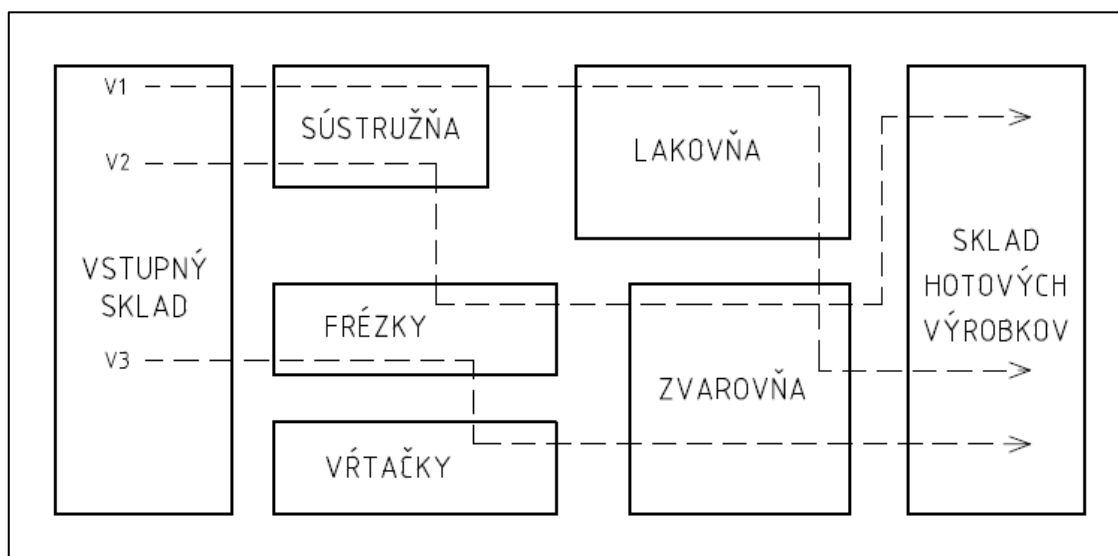 V1
V2
VSTUPNÝ
SKLAD
V3
SÚSTRUŽŇA
FRÉZKY
VŔTAČKY
LAKOVŇA
ZVAROVŇA
SKLAD
HOTOVÝCH
VÝROBKOV